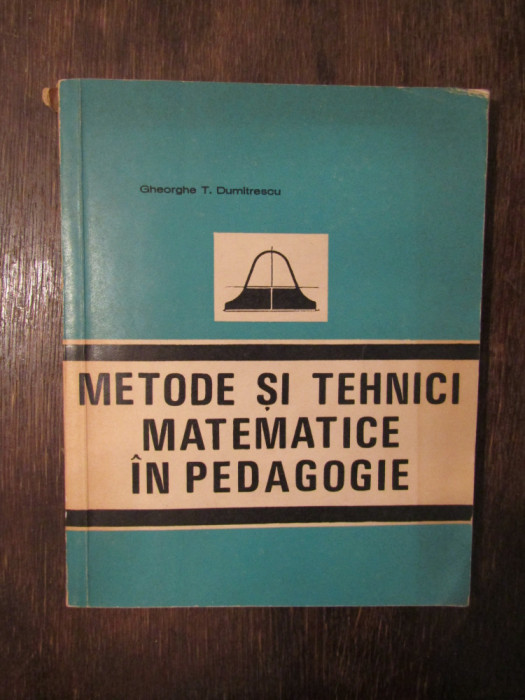 Gheorghe T. Dumitrescu
METODE ȘI TEHNICI
MATEMATICE
ÎN PEDAGOGIE